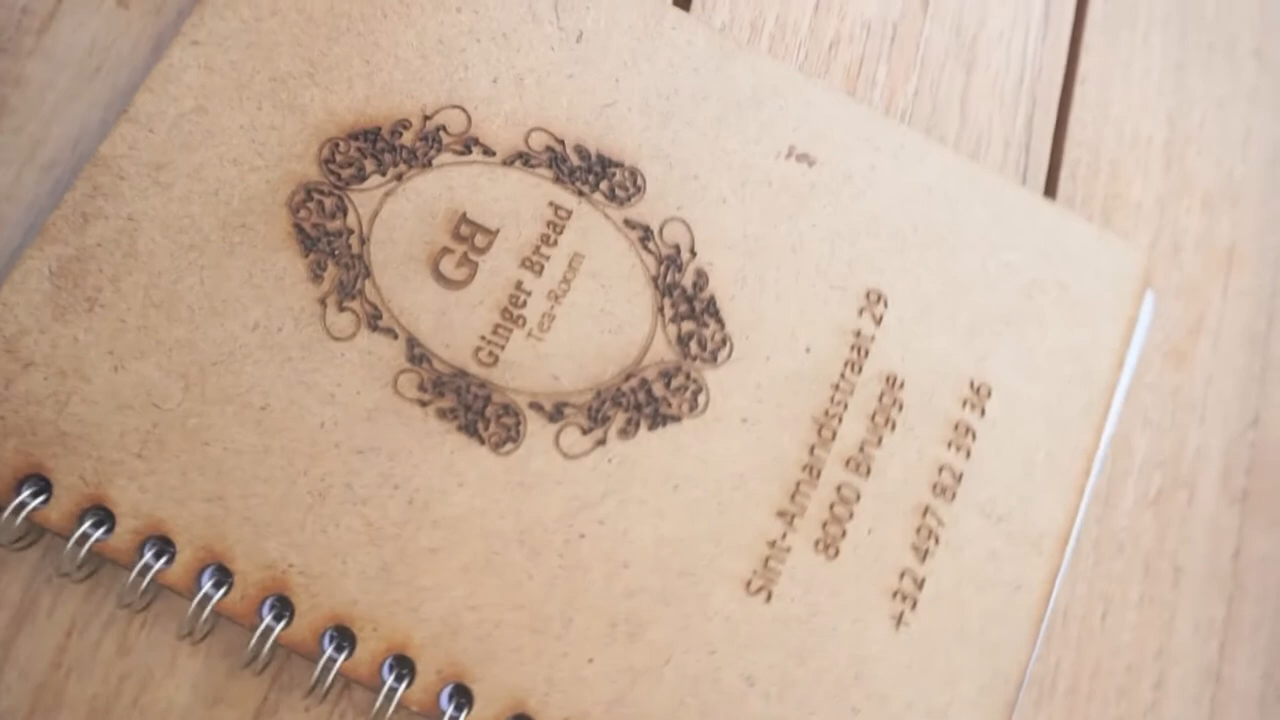 GB
Ginger Bread
Tea-Room
Sint-Amandsstraat 29
8000 Brugge
+32 497 82 39 36